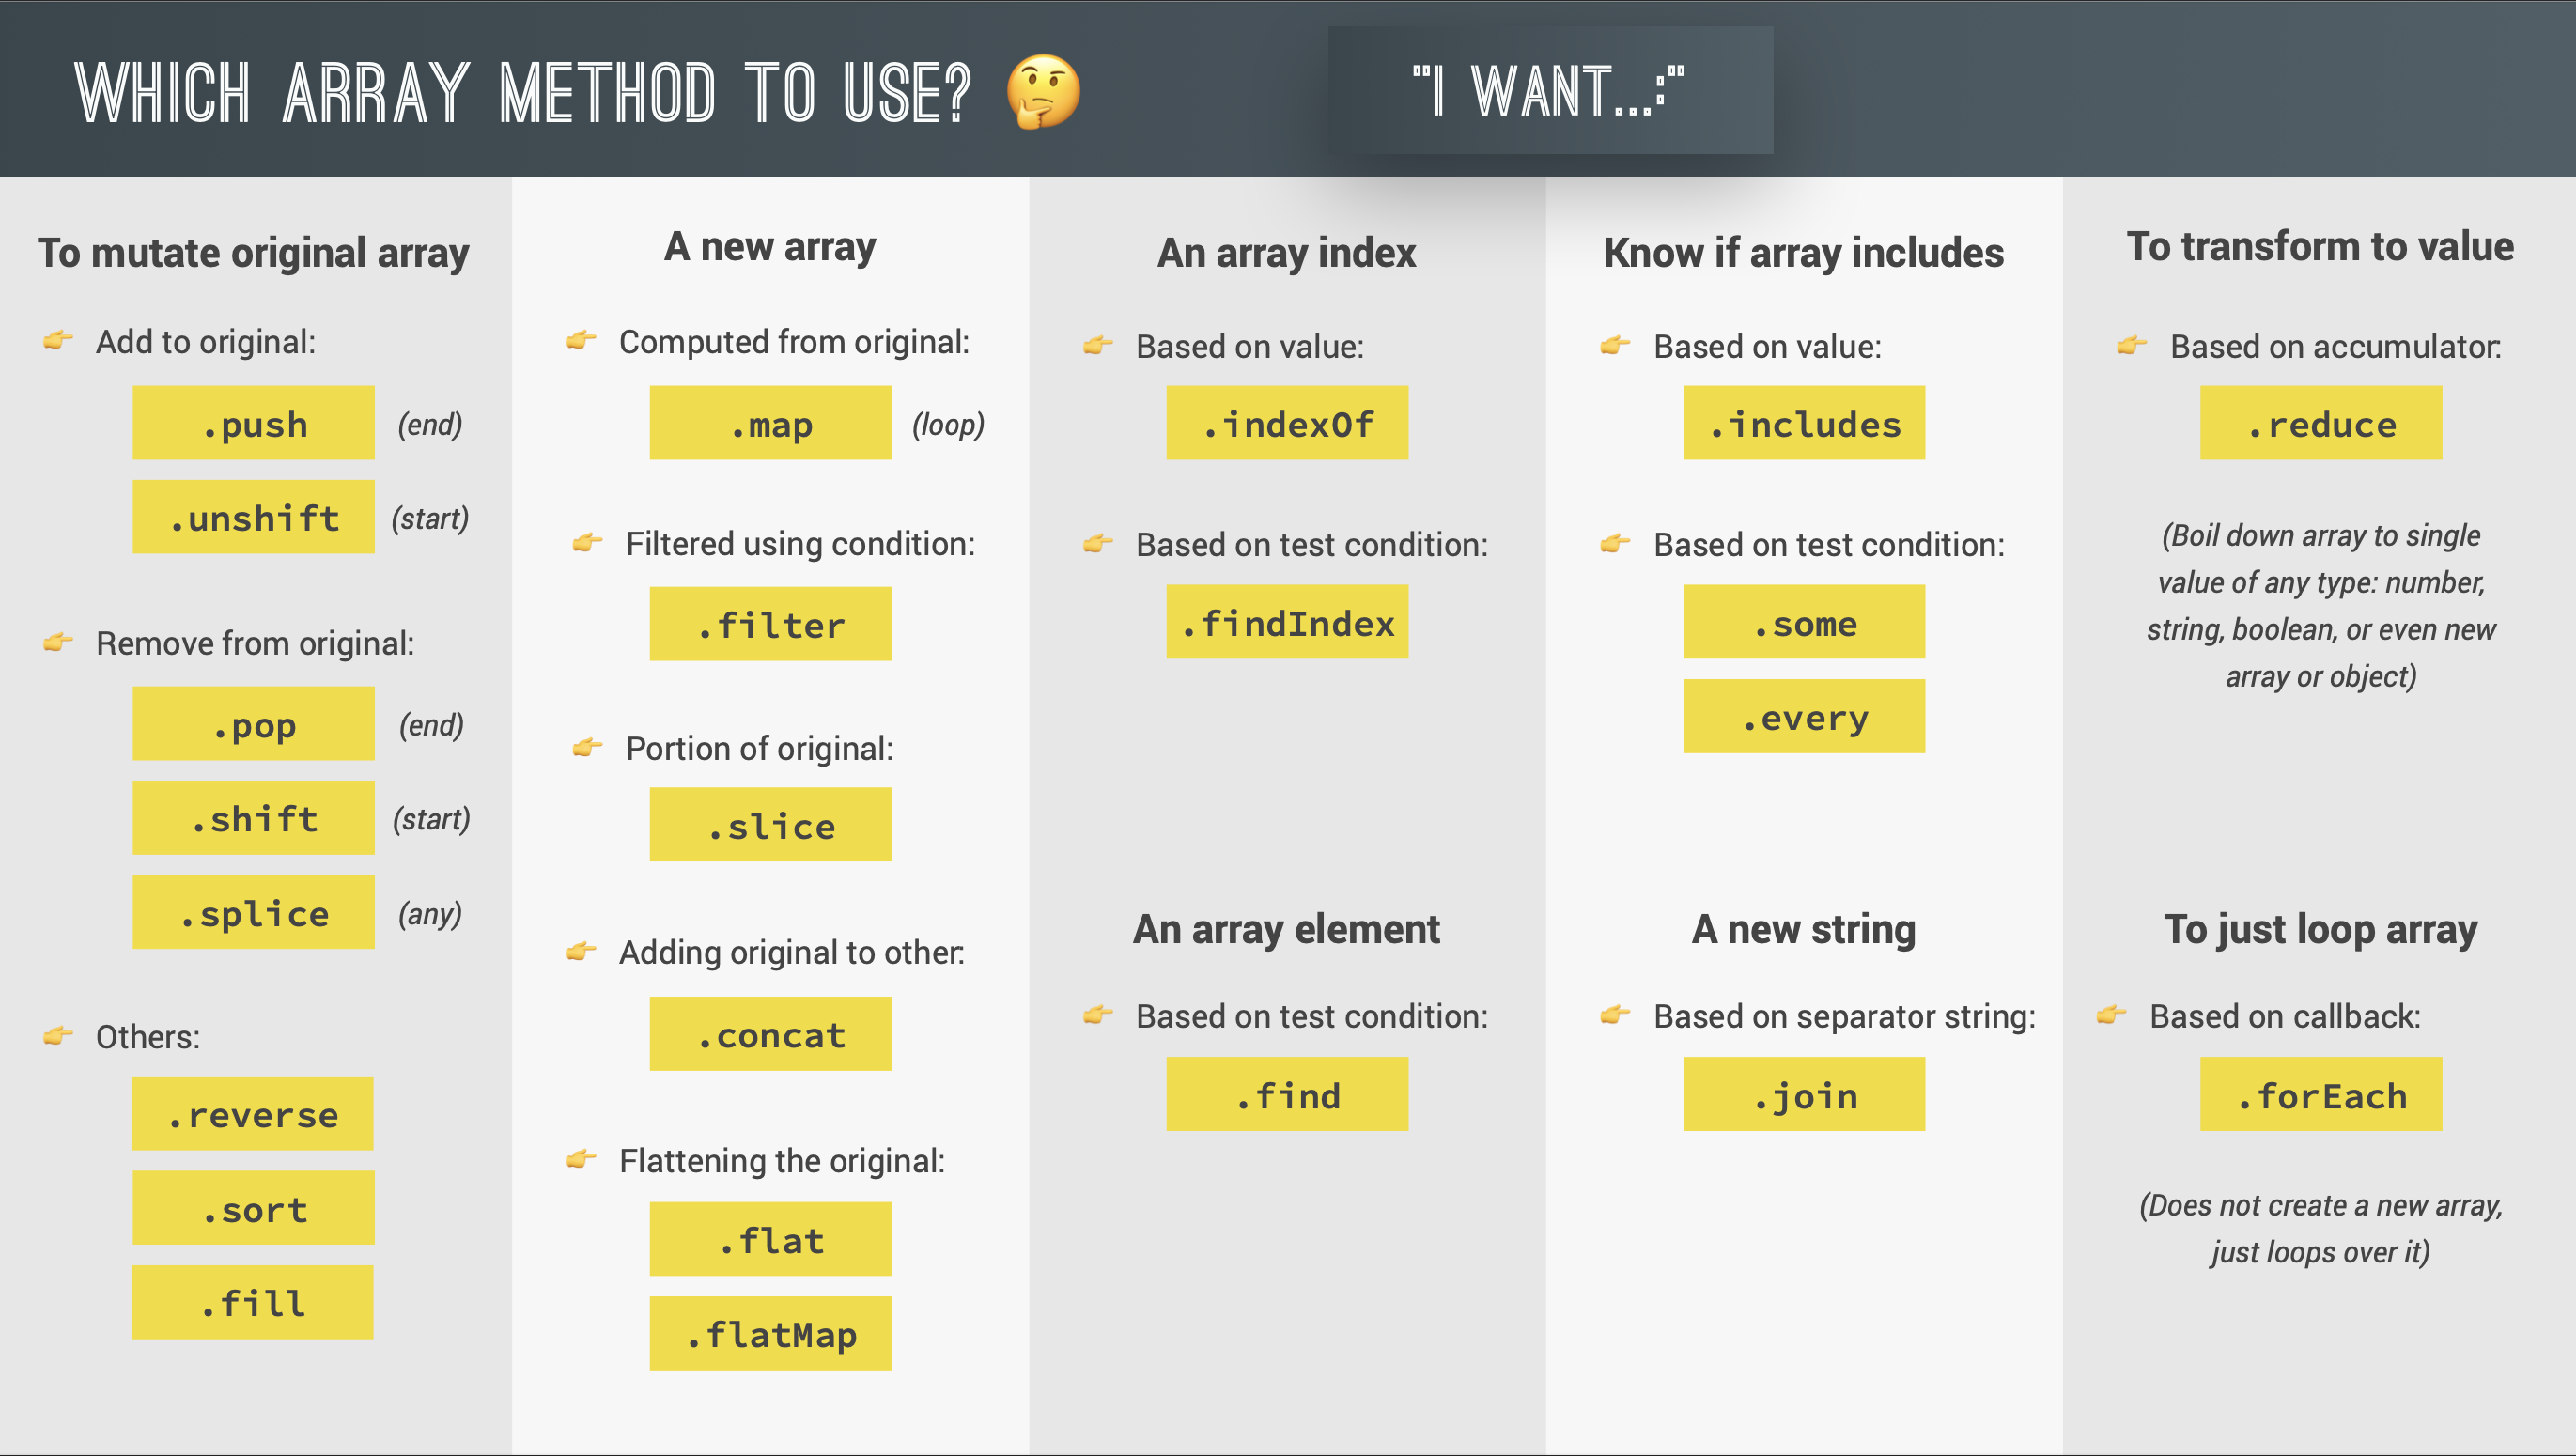 WHICH ARRAY METHOD TO USE? 🤔
"I WANT...:"
To mutate original array
👉 Add to original:
.push (end)
.unshift (start)
👉 Remove from original:
.pop (end)
.shift (start)
.splice (any)
👉 Others:
.reverse
.sort
.fill
A new array
👉 Computed from original:
.map (loop)
👉 Filtered using condition:
.filter
👉 Portion of original:
.slice
👉 Adding original to other:
.concat
👉 Flattening the original:
.flat
.flatMap
An array index
👉 Based on value:
.indexOf
👉 Based on test condition:
.findIndex
An array element
👉 Based on test condition:
.find
Know if array includes
👉 Based on value:
.includes
👉 Based on test condition:
.some
.every
A new string
👉 Based on separator string:
.join
To transform to value
👉 Based on accumulator:
.reduce
(Boil down array to single
value of any type: number,
string, boolean, or even new
array or object)
To just loop array
👉 Based on callback:
.forEach
(Does not create a new array,
just loops over it)